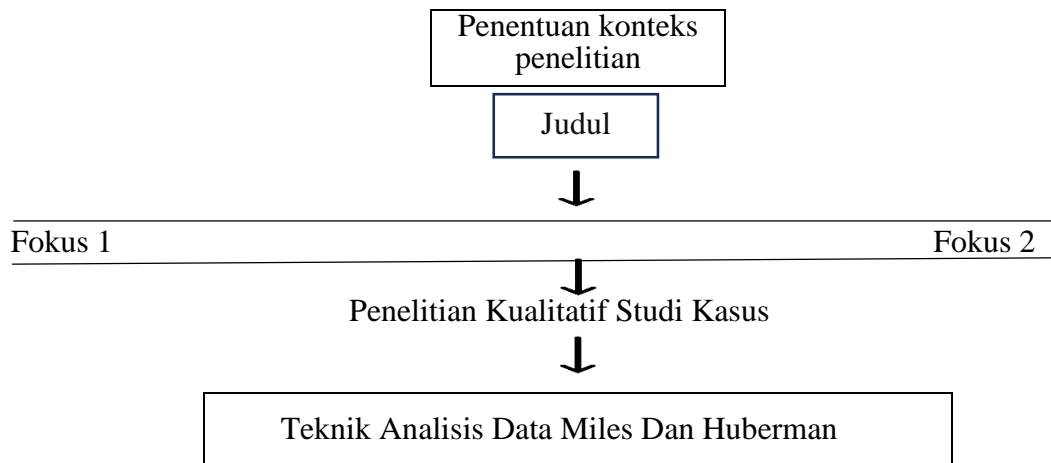 Penentuan konteks
penelitian
Judul
Fokus 1 Fokus 2
Penelitian Kualitatif Studi Kasus
Teknik Analisis Data Miles Dan Huberman